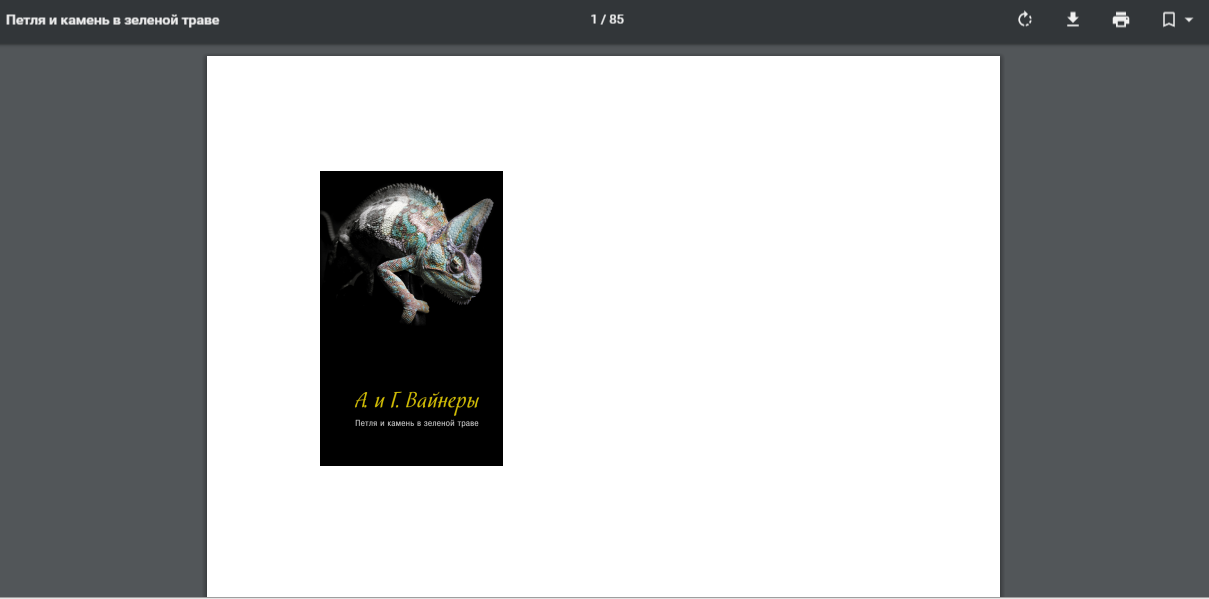 Петля и камень в зеленой траве
1 / 85
А. и Г. Вайнеры
Петля и камень в зеленой траве